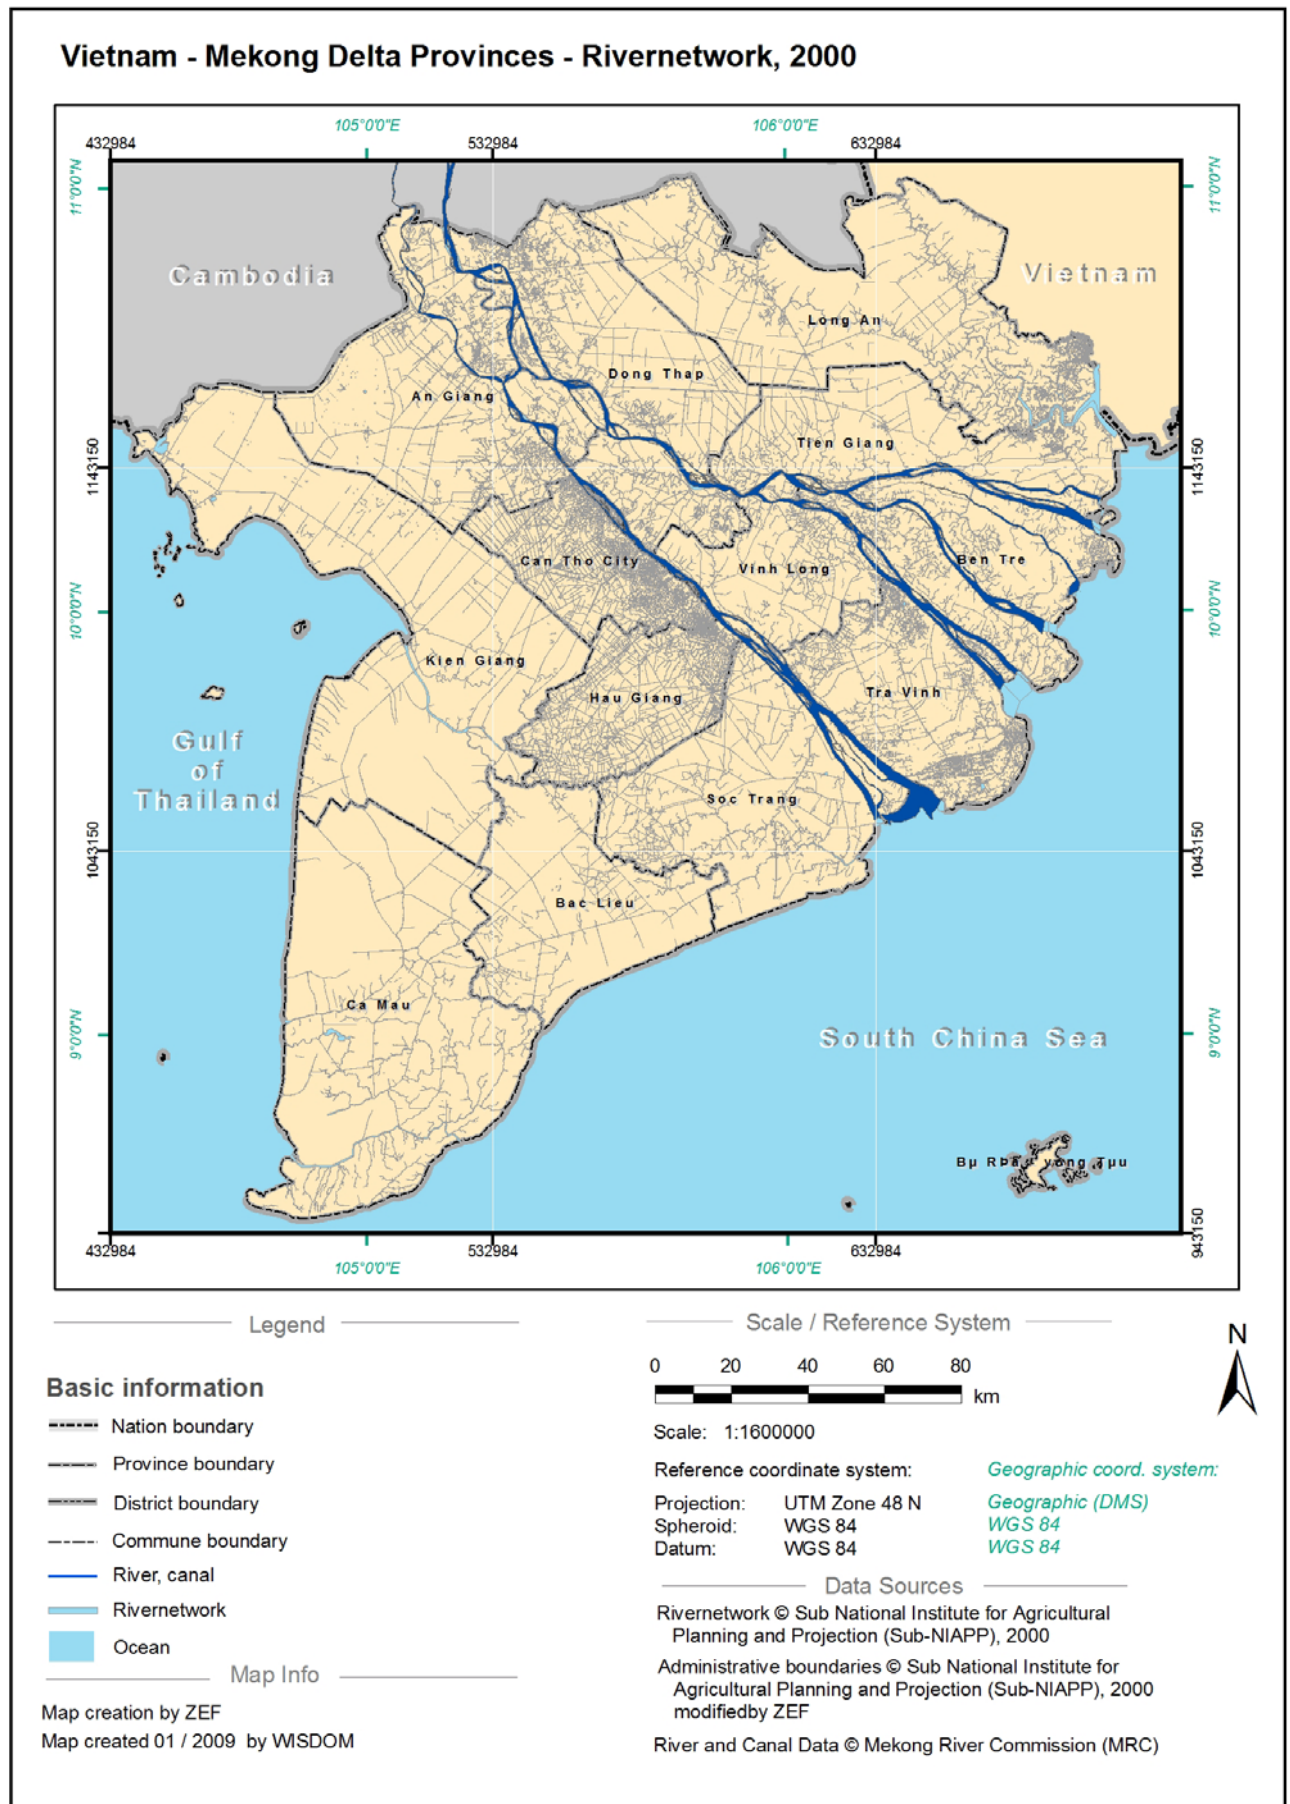 Vietnam - Mekong Delta Provinces - Rivernetwork, 2000
105°0'0"E 106°0'0"E
432984 532984 632984
11°0'0"N 11°0'0"N
Cambodia Vietnam
Long An
Dong Thap
An Giang
Tien Giang
1143150 1143150
Can Tho City Vinh Long Ben Tre
10°0'0"N 10°0'0"N
Kien Giang
Hau Giang Tra Vinh
Gulf
of
Thailand
Soc Trang
1043150 1043150
Bac Lieu
Ca Mau
9°0'0"N 9°0'0"N
South China Sea
943150
432984 532984 632984
105°0'0"E 106°0'0"E
Legend
Basic information
Nation boundary
Province boundary
District boundary
Commune boundary
River, canal
Rivernetwork
Ocean
Map Info
Map creation by ZEF
Map created 01 / 2009 by WISDOM
Scale / Reference System
N
0 20 40 60 80
km
Scale: 1:1600000
Reference coordinate system: Geographic coord. system:
Projection: UTM Zone 48 N Geographic (DMS)
Spheroid: WGS 84 WGS 84
Datum: WGS 84 WGS 84
Data Sources
Rivernetwork © Sub National Institute for Agricultural
Planning and Projection (Sub-NIAPP), 2000
Administrative boundaries © Sub National Institute for
Agricultural Planning and Projection (Sub-NIAPP), 2000
modifiedby ZEF
River and Canal Data © Mekong River Commission (MRC)